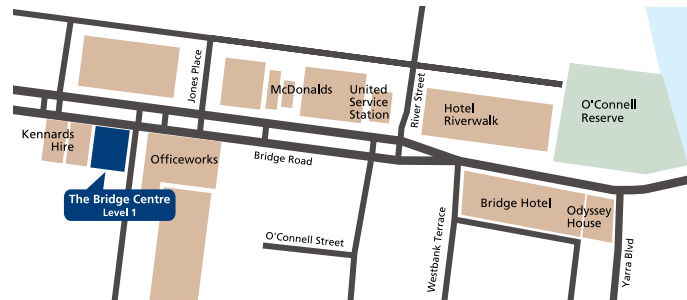 Jones Place
McDonalds
United
Service
Station
River Street
Hotel
Riverwalk
O'Connell
Reserve
Kennards
Hire
Officeworks
Bridge Road
The Bridge Centre
Level 1
O'Connell Street
Westbank Terrace
Bridge Hotel
Odyssey
House
Yarra Blvd